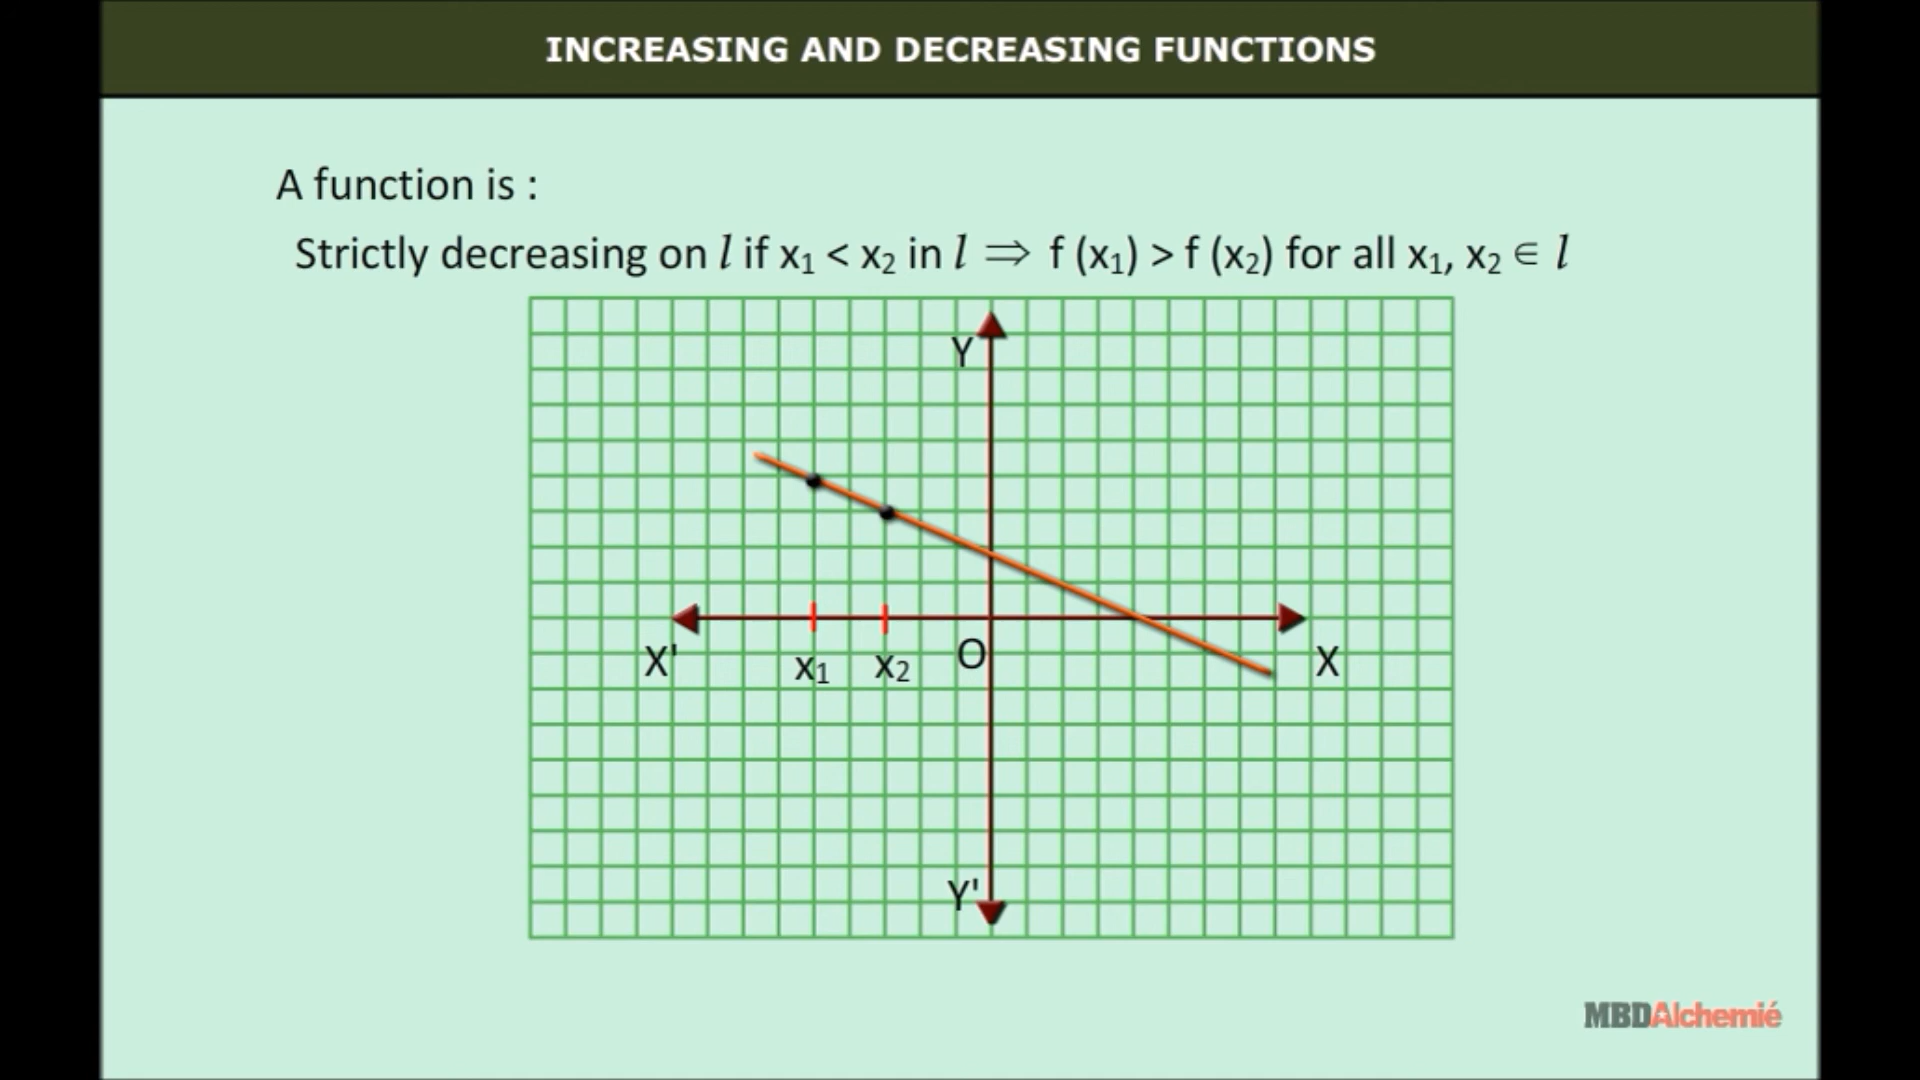 INCREASING AND DECREASING FUNCTIONS
A function is :
Strictly decreasing on l if x₁ < x₂ in l ⇒ f (x₁) > f (x₂) for all x₁, x₂ ∈ l
Y
X' x₁ x₂ O X
Y'
MBDAlchemié